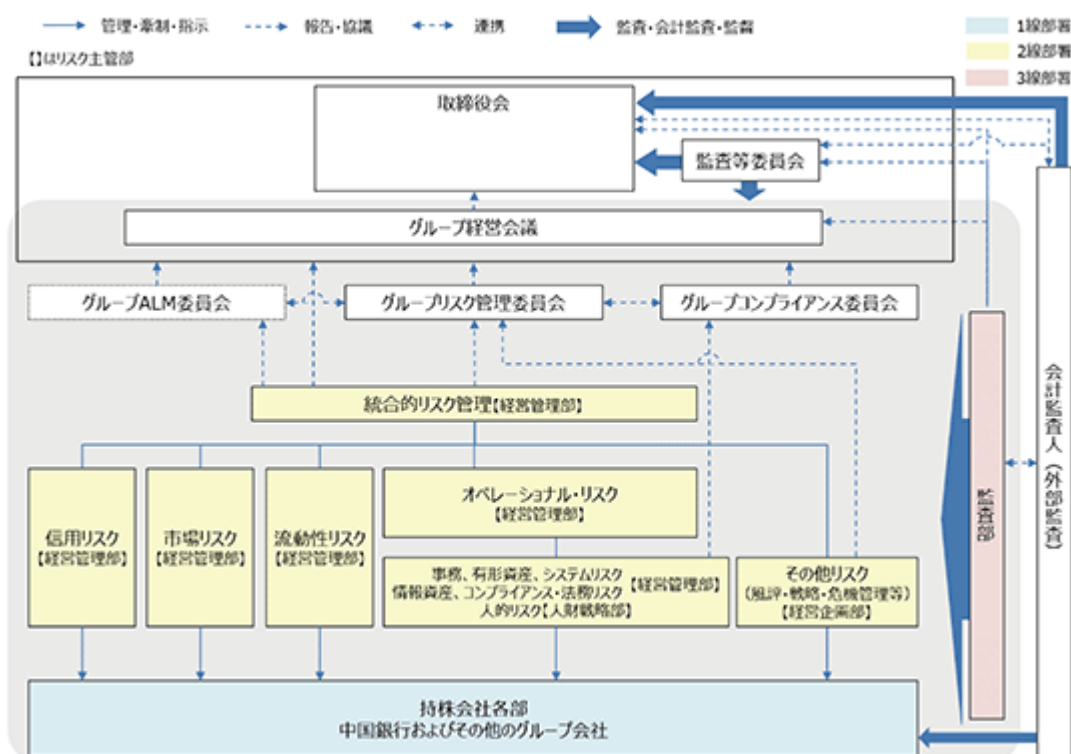 管理・牽制・指示
報告・協議
連携
監査・会計監査・監督
1線部署
2線部署
3線部署
【】はリスク主管部
取締役会
監査等委員会
グループ経営会議
グループALM委員会
グループリスク管理委員会
グループコンプライアンス委員会
統合的リスク管理【経営管理部】
信用リスク
【経営管理部】
市場リスク
【経営管理部】
流動性リスク
【経営管理部】
オペレーショナル・リスク
【経営管理部】
事務、有形資産、システムリスク
情報資産、コンプライアンス・法務リスク
【経営管理部】
人的リスク【人財戦略部】
その他リスク
(風評・戦略・危機管理等)
【経営企画部】
監査部
会計監査人(外部監査)
持株会社各部
中国銀行およびその他のグループ会社